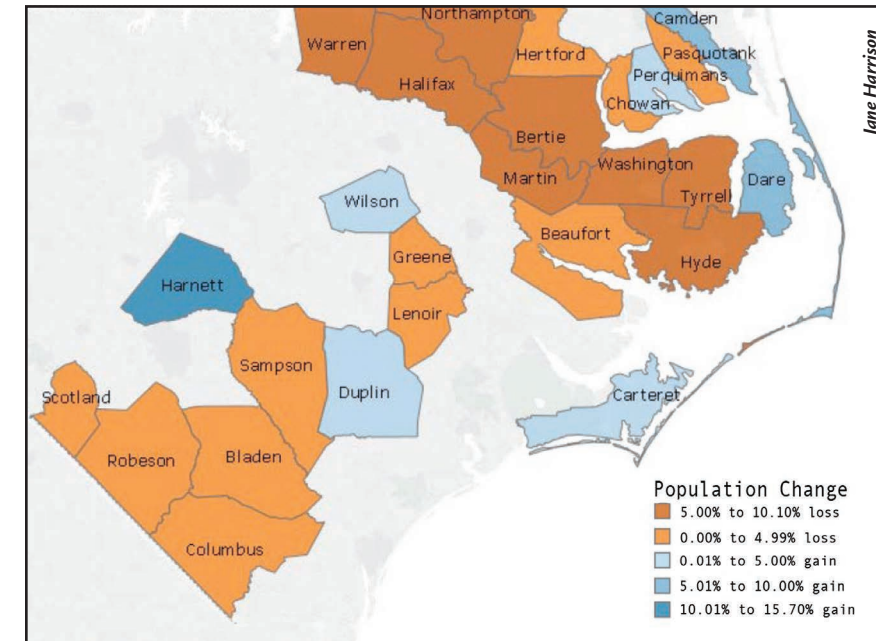 Northampton
Camden
Warren
Hertford
Pasquotank
Perquimans
Halifax
Chowan
Bertie
Washington
Martin
Tyrrell
Dare
Wilson
Beaufort
Greene
Hyde
Harnett
Lenoir
Sampson
Duplin
Carteret
Scotland
Robeson
Bladen
Columbus
Population Change
5.00% to 10.10% loss
0.00% to 4.99% loss
0.01% to 5.00% gain
5.01% to 10.00% gain
10.01% to 15.70% gain
Jane Harrison